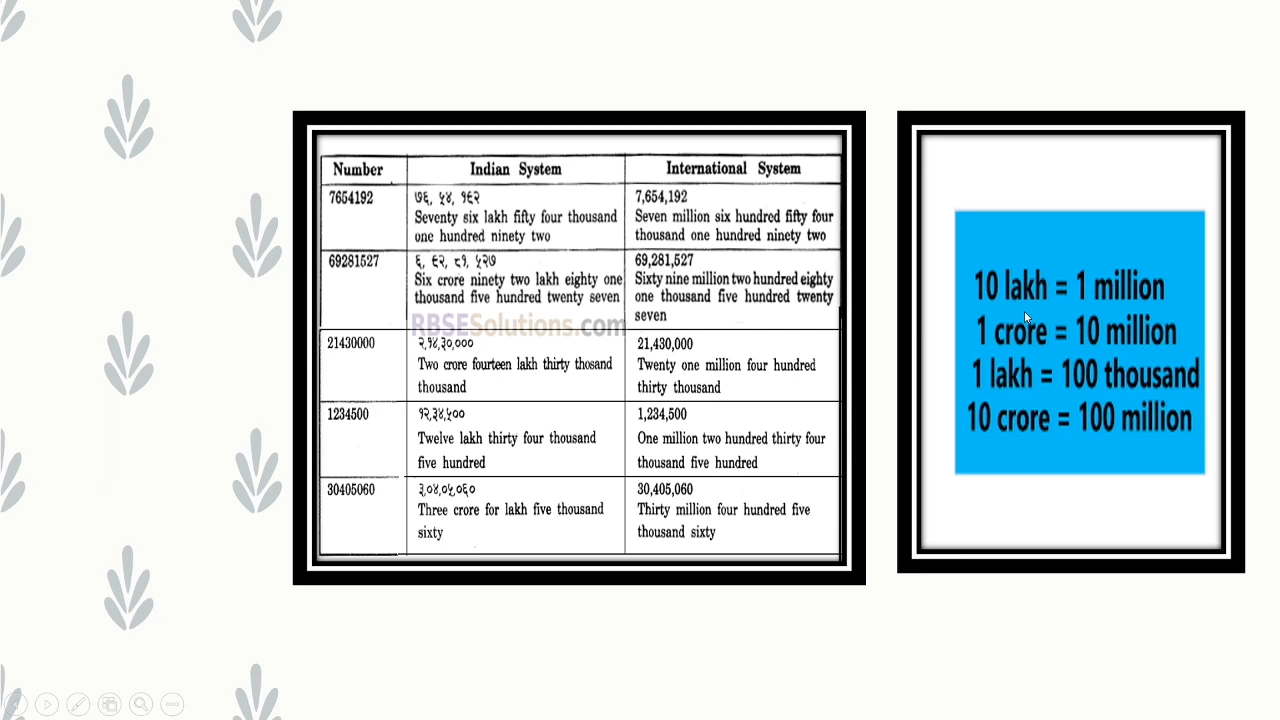 Number Indian System International System
7654192 ७६, ५४, १९२ 7,654,192
Seventy six lakh fifty four thousand Seven million six hundred fifty four
one hundred ninety two thousand one hundred ninety two
69281527 ६, ९२, ८१, ५२७ 69,281,527
Six crore ninety two lakh eighty one Sixty nine million two hundred eighty
thousand five hundred twenty seven one thousand five hundred twenty
seven
RBSESolutions.com
21430000 २,१४,३०,००० 21,430,000
Two crore fourteen lakh thirty thosand Twenty one million four hundred
thousand thirty thousand
1234500 १२,३४,५०० 1,234,500
Twelve lakh thirty four thousand One million two hundred thirty four
five hundred thousand five hundred
30405060 ३,०४,०५,०६० 30,405,060
Three crore for lakh five thousand Thirty million four hundred five
sixty thousand sixty
10 lakh = 1 million
1 crore = 10 million
1 lakh = 100 thousand
10 crore = 100 million